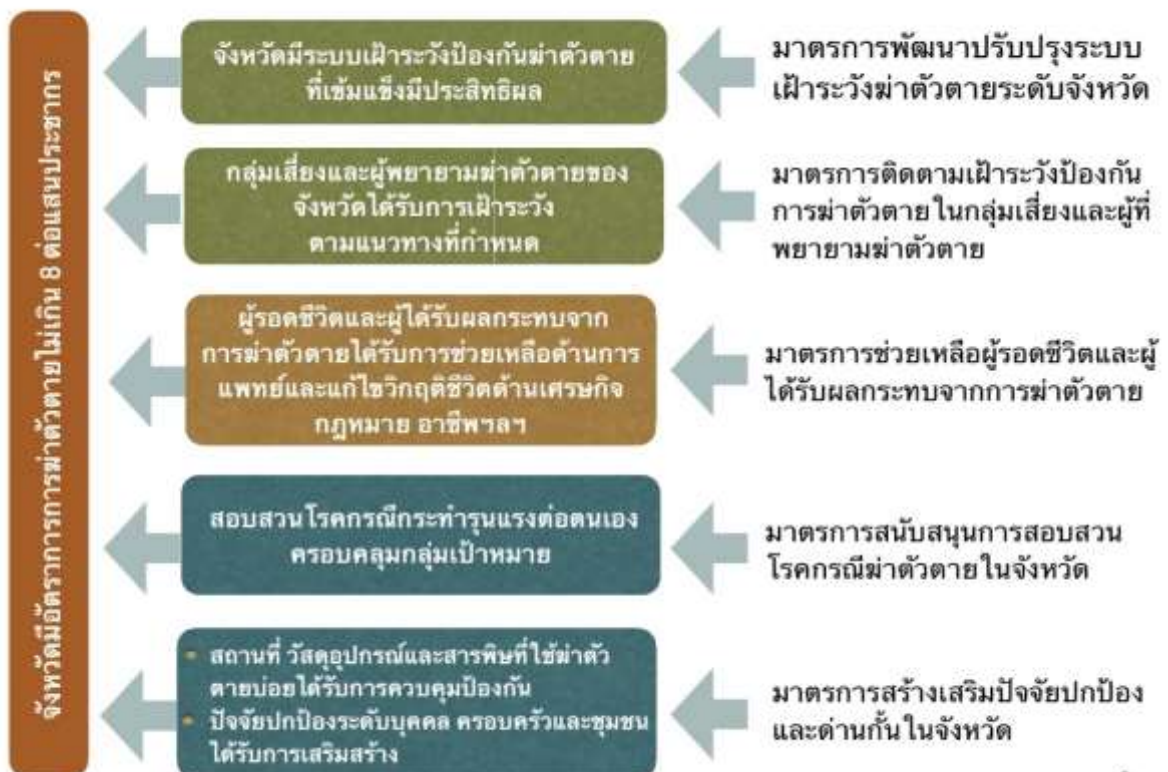 จังหวัดมีอัตราการการฆ่าตัวตายไม่เกิน 8 ต่อแสนประชากร
จังหวัดมีระบบเฝ้าระวังป้องกันฆ่าตัวตาย
ที่เข้มแข็งมีประสิทธิผล
มาตรการพัฒนาปรับปรุงระบบ
เฝ้าระวังฆ่าตัวตายระดับจังหวัด
กลุ่มเสี่ยงและผู้พยายามฆ่าตัวตายของ
จังหวัดได้รับการเฝ้าระวัง
ตามแนวทางที่กำหนด
มาตรการติดตามเฝ้าระวังป้องกัน
การฆ่าตัวตาย ในกลุ่มเสี่ยงและผู้ที่
พยายามฆ่าตัวตาย
ผู้รอดชีวิตและผู้ได้รับผลกระทบจาก
การฆ่าตัวตายได้รับการช่วยเหลือด้านการ
แพทย์และแก้ไขวิกฤติชีวิตด้านเศรษฐกิจ
กฎหมาย อาชีพฯลฯ
มาตรการช่วยเหลือผู้รอดชีวิตและผู้
ได้รับผลกระทบจากการฆ่าตัวตาย
สอบสวนโรคกรณีกระทำรุนแรงต่อตนเอง
ครอบคลุมกลุ่มเป้าหมาย
มาตรการสนับสนุนการสอบสวน
โรคกรณีฆ่าตัวตาย ในจังหวัด
• สถานที่ วัสดุอุปกรณ์และสารพิษที่ใช้ฆ่าตัว
ตายบ่อยได้รับการควบคุมป้องกัน
• ปัจจัยปกป้องระดับบุคคล ครอบครัวและชุมชน
ได้รับการเสริมสร้าง
มาตรการสร้างเสริมปัจจัยปกป้อง
และด่านกั้น ในจังหวัด